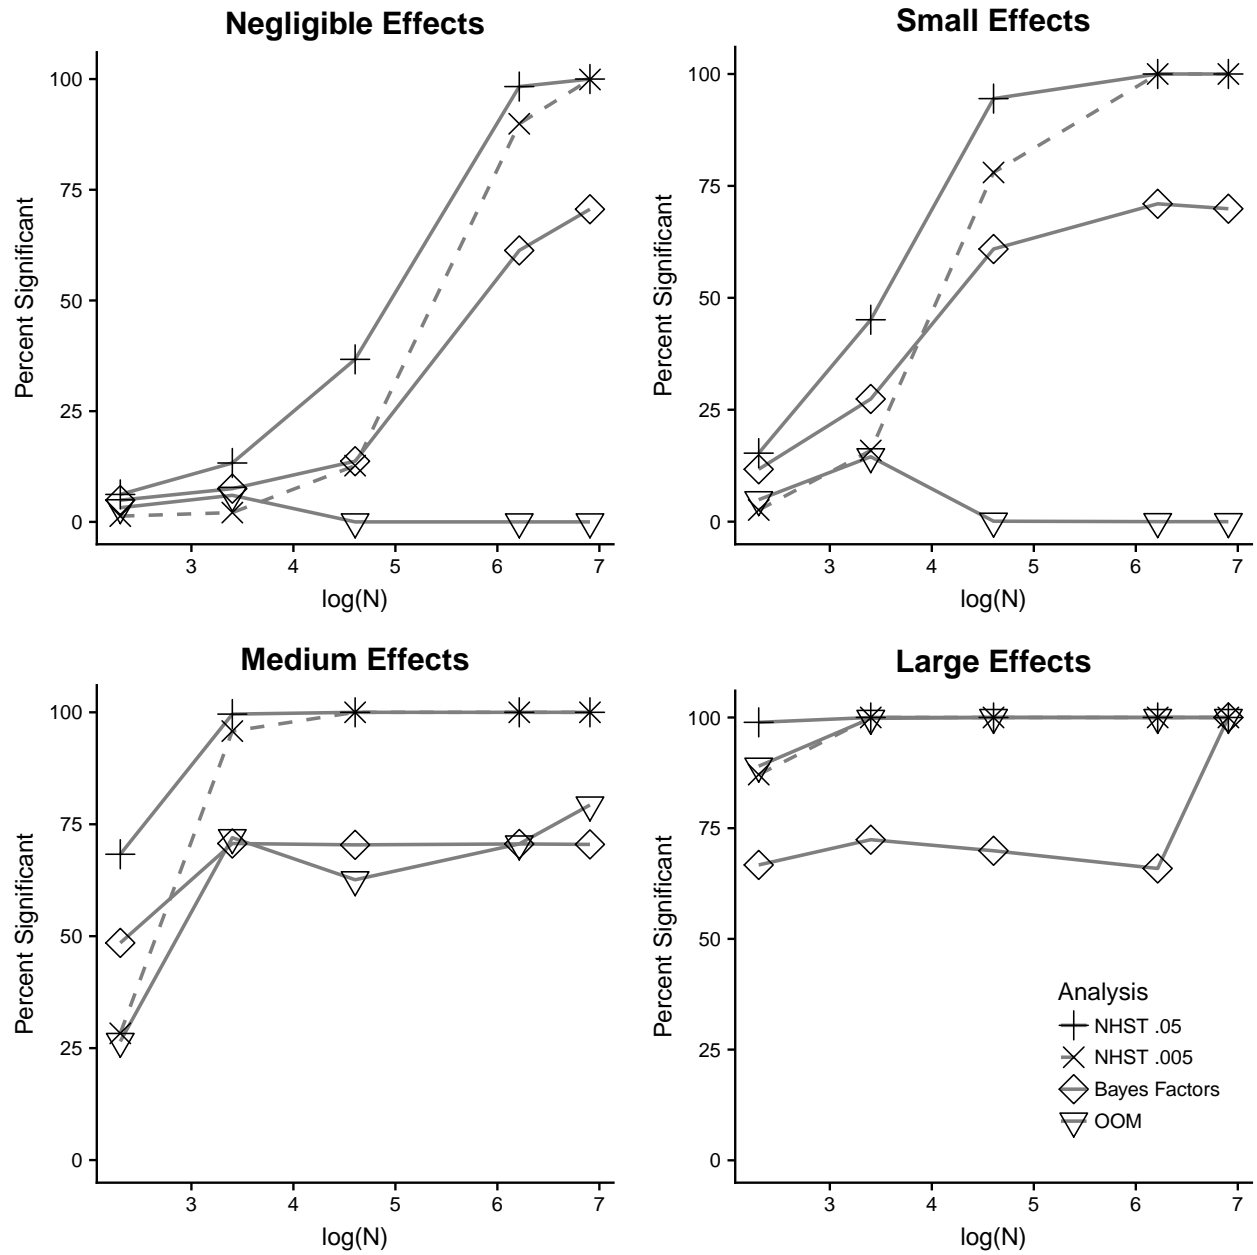 Negligible Effects
100
75
50
25
0
Percent Significant
3 4 5 6 7
log(N)
Small Effects
100
75
50
25
0
Percent Significant
3 4 5 6 7
log(N)
Medium Effects
100
75
50
25
0
Percent Significant
3 4 5 6 7
log(N)
Large Effects
100
75
50
25
0
Percent Significant
3 4 5 6 7
log(N)
Analysis
NHST .05
NHST .005
Bayes Factors
OOM